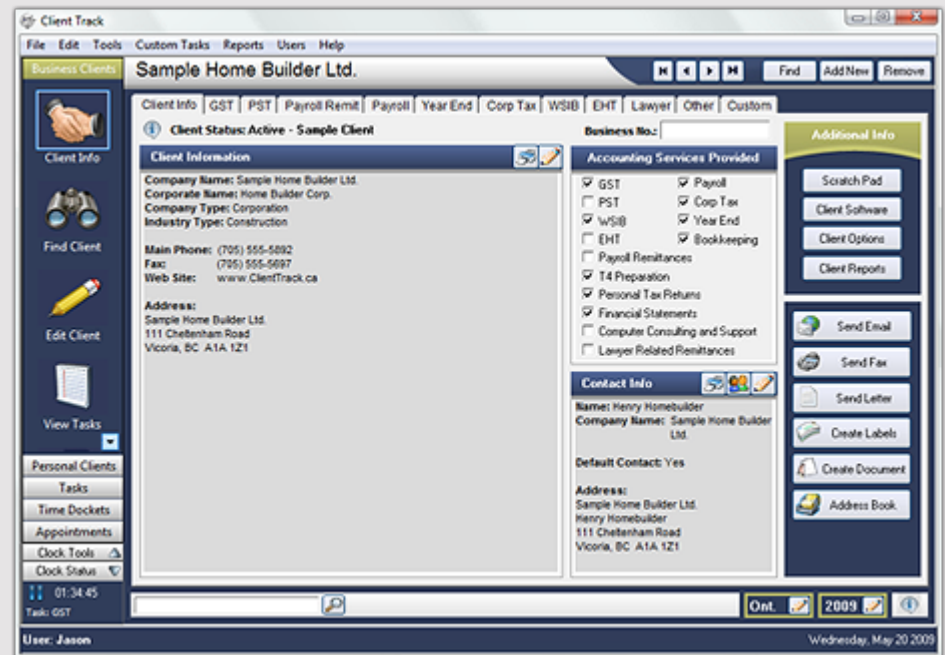 Client Track
File Edit Tools Custom Tasks Reports Users Help
Business Clients
Sample Home Builder Ltd.
Find Add New Remove
Client Info GST PST Payroll Remit Payroll Year End Corp Tax WSIB EHT Lawyer Other Custom
Client Info
Find Client
Edit Client
View Tasks
Personal Clients
Tasks
Time Dockets
Appointments
Clock Tools
Clock Status
01:34:45
Task: GST
Client Status: Active - Sample Client
Client Information
Company Name: Sample Home Builder Ltd.
Corporate Name: Home Builder Corp.
Company Type: Corporation
Industry Type: Construction
Main Phone: (705) 555-5892
Fax: (705) 555-5697
Web Site: www.ClientTrack.ca
Address:
Sample Home Builder Ltd.
111 Cheltenham Road
Vicoria, BC A1A 1Z1
Business No.:
Accounting Services Provided
GST Payroll
PST Corp Tax
WSIB Year End
EHT Bookkeeping
Payroll Remittances
T4 Preparation
Personal Tax Returns
Financial Statements
Computer Consulting and Support
Lawyer Related Remittances
Contact Info
Name: Henry Homebuilder
Company Name: Sample Home Builder
Ltd.
Default Contact: Yes
Address:
Sample Home Builder Ltd.
Henry Homebuilder
111 Cheltenham Road
Vicoria, BC A1A 1Z1
Additional Info
Scratch Pad
Client Software
Client Options
Client Reports
Send Email
Send Fax
Send Letter
Create Labels
Create Document
Address Book
Ont. 2009
User: Jason
Wednesday, May 20 2009